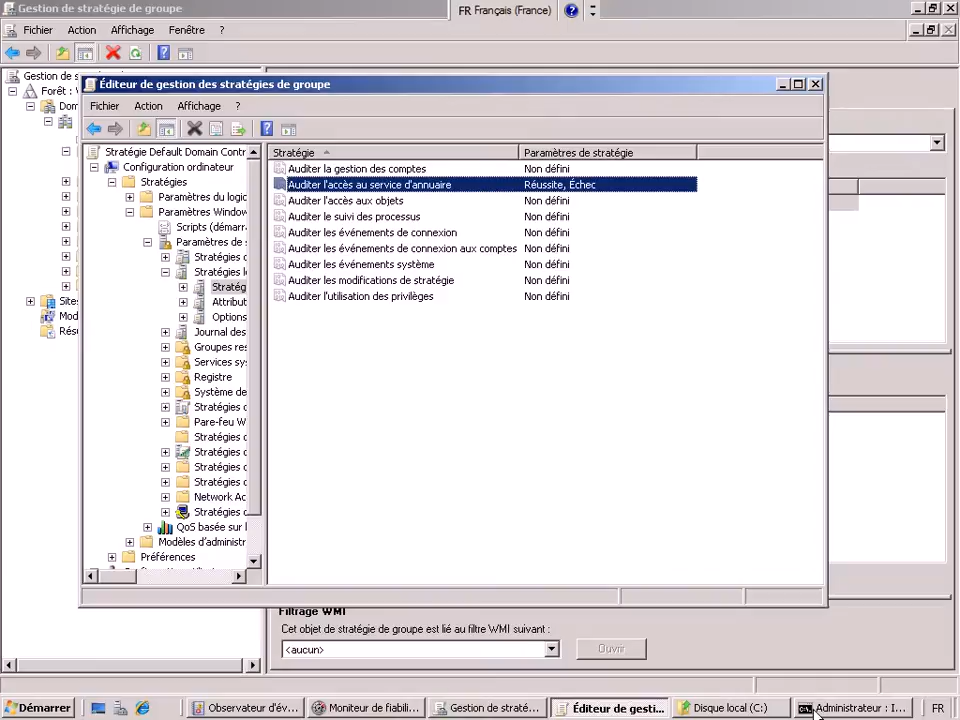 Gestion de stratégie de groupe
FR Français (France)
Fichier Action Affichage Fenêtre ?
Gestion de s
Forêt :
Dom
Sites
Mod
Résu
Éditeur de gestion des stratégies de groupe
Fichier Action Affichage ?
Stratégie Default Domain Contr
Configuration ordinateur
Stratégies
Paramètres du logic
Paramètres Window
Scripts (démarr
Paramètres de
Stratégies
Stratégies l
Stratég
Attribut
Options
Journal des
Groupes res
Services sy
Registre
Système de
Stratégies
Pare-feu W
Stratégies
Stratégies
Stratégies
Stratégies
Network Ac
Stratégies
QoS basée sur l
Modèles d'administr
Préférences
Stratégie Paramètres de stratégie
Auditer la gestion des comptes Non défini
Auditer l'accès au service d'annuaire Réussite, Échec
Auditer l'accès aux objets Non défini
Auditer le suivi des processus Non défini
Auditer les événements de connexion Non défini
Auditer les événements de connexion aux comptes Non défini
Auditer les événements système Non défini
Auditer les modifications de stratégie Non défini
Auditer l'utilisation des privilèges Non défini
Filtrage WMI
Cet objet de stratégie de groupe est lié au filtre WMI suivant :
<aucun> Ouvrir
Démarrer Observateur d'év... Moniteur de fiabili... Gestion de straté... Éditeur de gesti... Disque local (C:) Administrateur : I... FR